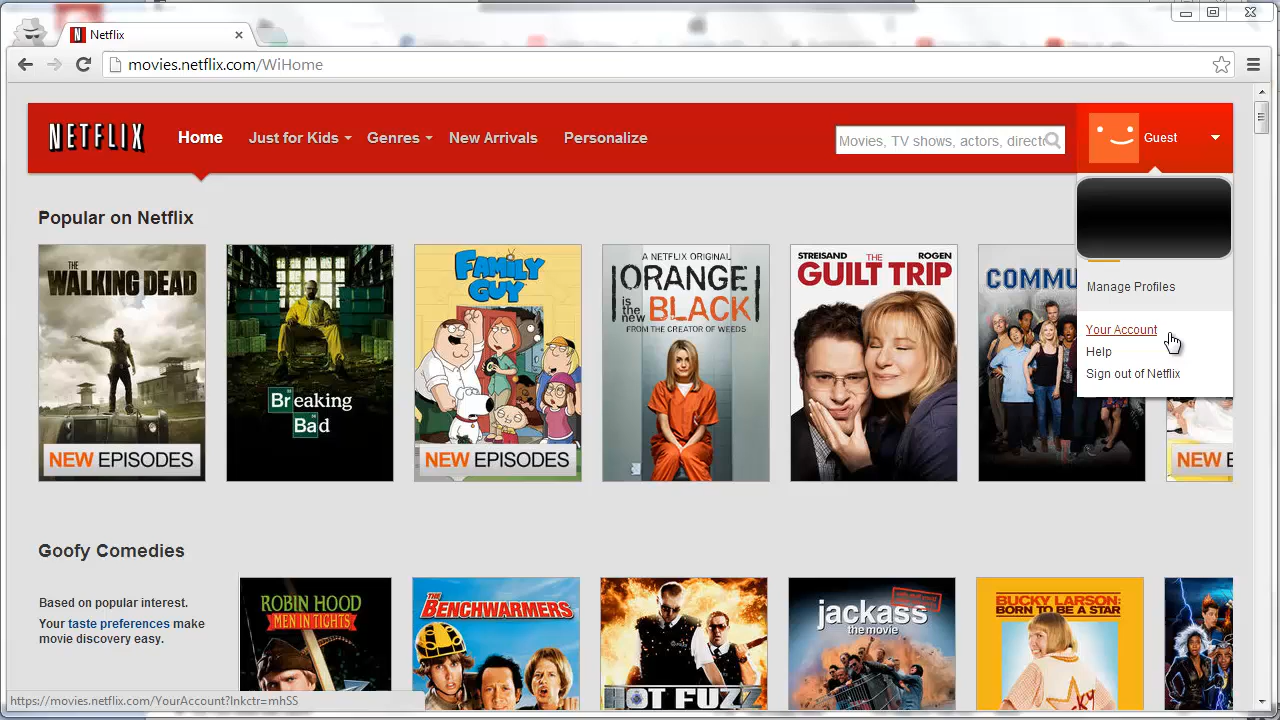 Netflix
movies.netflix.com/WiHome
NETFLIX
Home
Just for Kids
Genres
New Arrivals
Personalize
Movies, TV shows, actors, direct
Guest
Manage Profiles
Your Account
Help
Sign out of Netflix
Popular on Netflix
THE
WALKING DEAD
NEW EPISODES
Breaking
Bad
FAMILY
GUY
NEW EPISODES
A NETFLIX ORIGINAL
ORANGE
is the new BLACK
FROM THE CREATOR OF WEEDS
STREISAND THE ROGEN
GUILT TRIP
COMMU
NEW E
Goofy Comedies
Based on popular interest.
Your taste preferences make
movie discovery easy.
ROBIN HOOD
MEN IN TIGHTS
THE
BENCHWARMERS
HOT FUZZ
jackass
the movie
BUCKY LARSON:
BORN TO BE A STAR
https://movies.netflix.com/YourAccount?lnkctr=mhSS